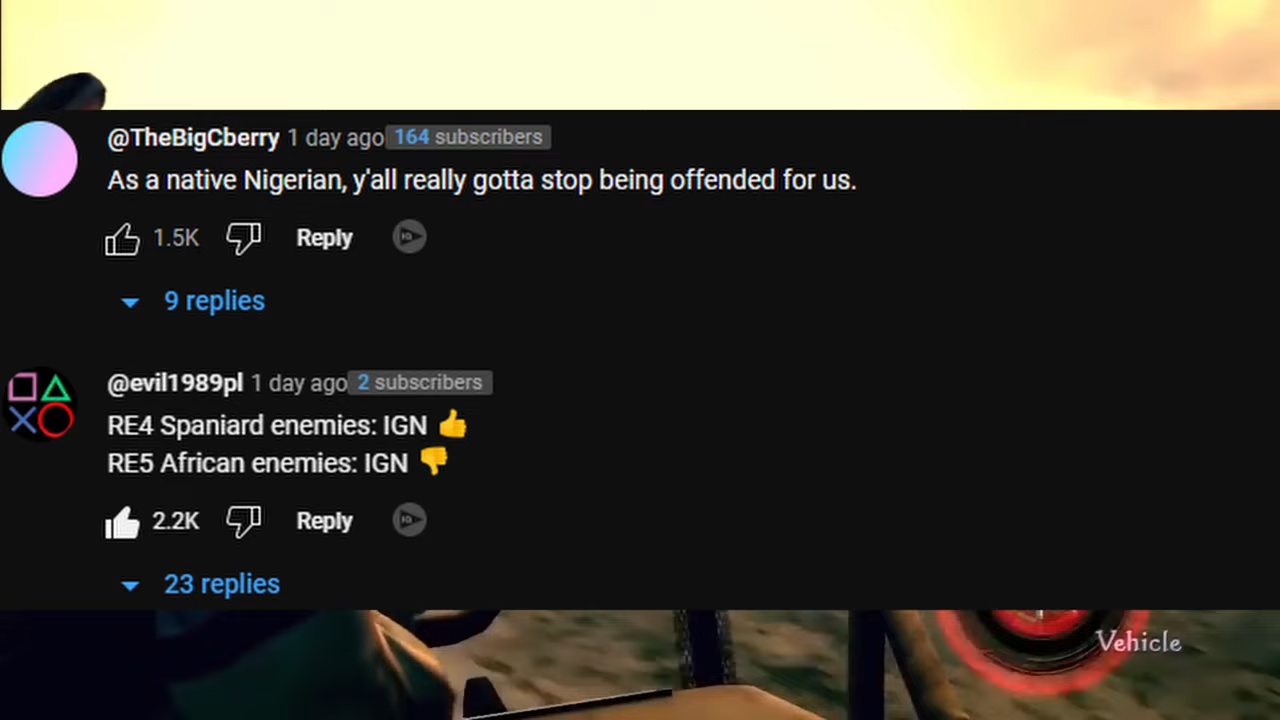 @TheBigCberry 1 day ago 164 subscribers
As a native Nigerian, y'all really gotta stop being offended for us.
1.5K Reply
9 replies
@evil1989pl 1 day ago 2 subscribers
RE4 Spaniard enemies: IGN 👍
RE5 African enemies: IGN 👎
2.2K Reply
23 replies
Vehicle